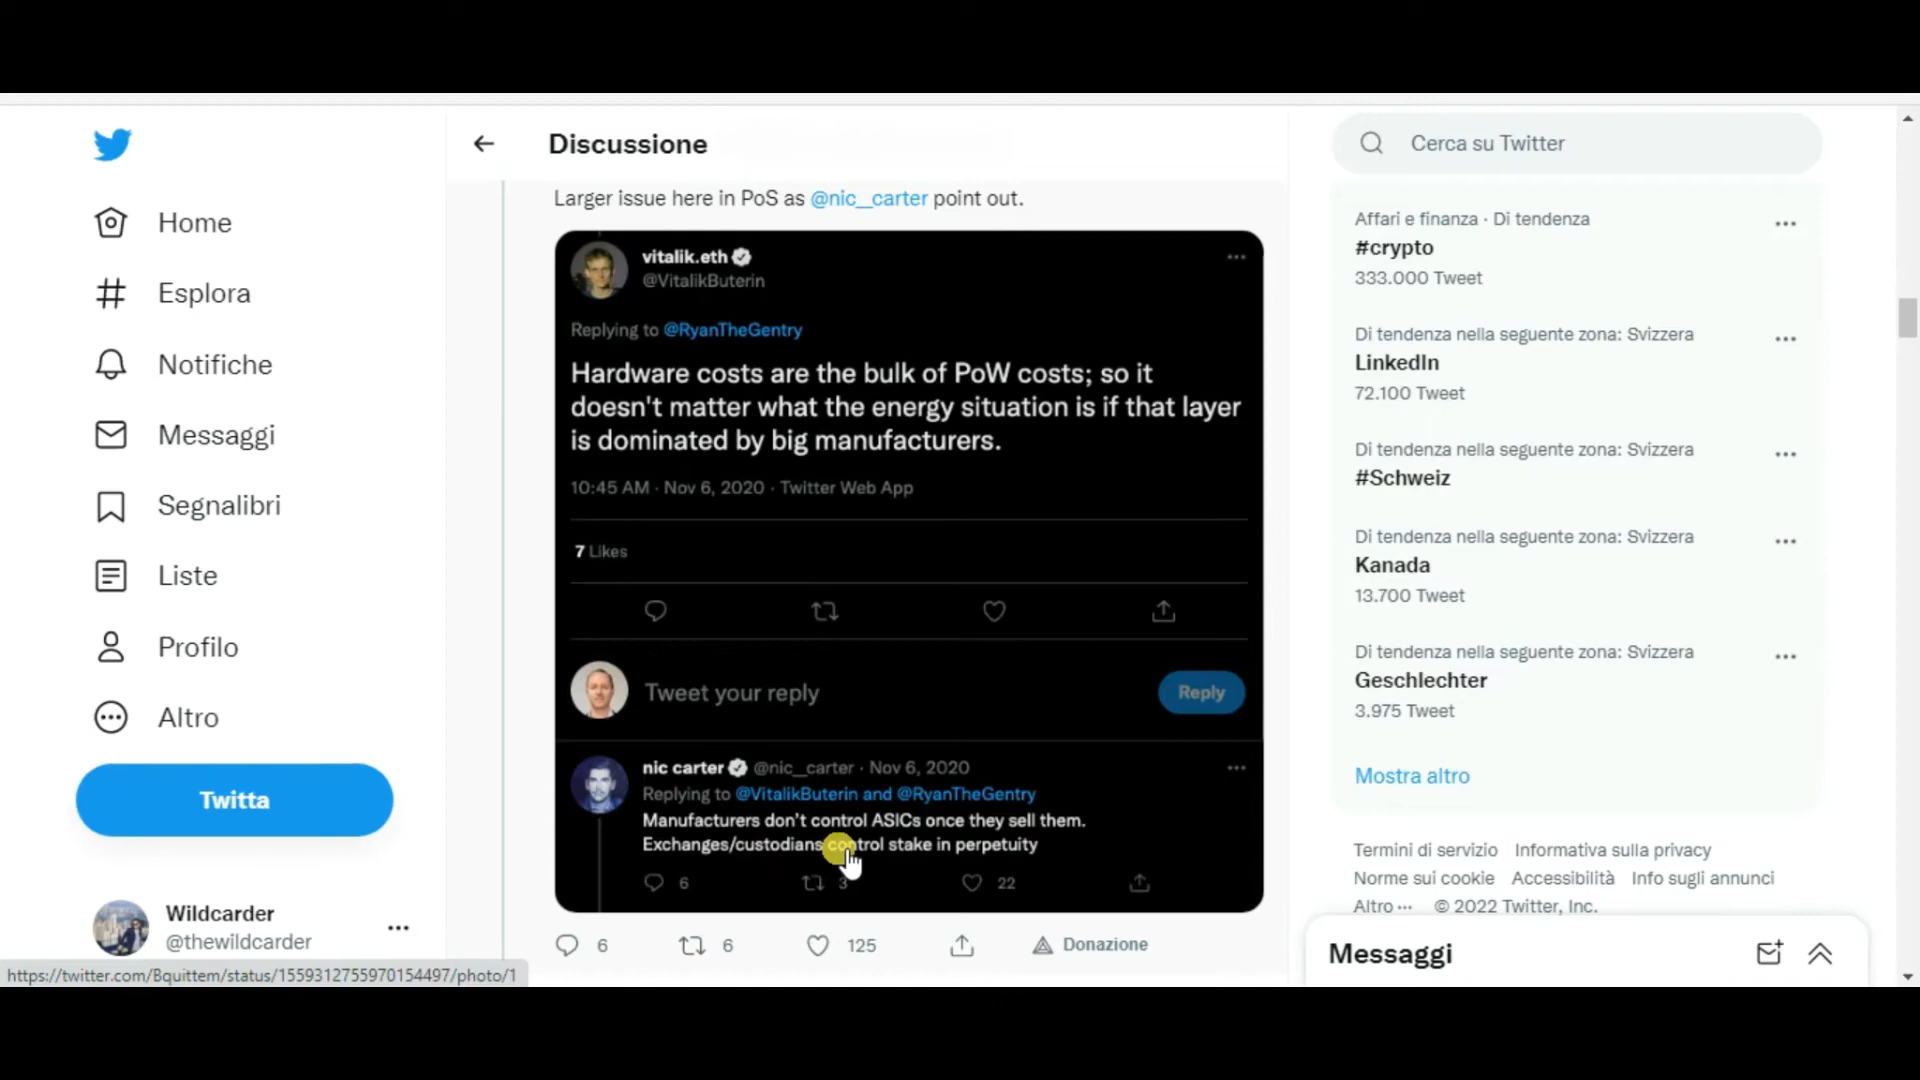 Discussione
Cerca su Twitter
Home
Esplora
Notifiche
Messaggi
Segnalibri
Liste
Profilo
Altro
Twitta
Wildcarder
@thewildcarder
https://twitter.com/Bquittem/status/1559312755970154497/photo/1
Larger issue here in PoS as @nic_carter point out.
vitalik.eth
@VitalikButerin
Replying to @RyanTheGentry
Hardware costs are the bulk of PoW costs; so it
doesn't matter what the energy situation is if that layer
is dominated by big manufacturers.
10:45 AM · Nov 6, 2020 · Twitter Web App
7 Likes
Tweet your reply
Reply
nic carter @nic__carter · Nov 6, 2020
Replying to @VitalikButerin and @RyanTheGentry
Manufacturers don't control ASICs once they sell them.
Exchanges/custodians control stake in perpetuity
6 3 22
6 6 125 Donazione
Affari e finanza · Di tendenza
#crypto
333.000 Tweet
Di tendenza nella seguente zona: Svizzera
LinkedIn
72.100 Tweet
Di tendenza nella seguente zona: Svizzera
#Schweiz
Di tendenza nella seguente zona: Svizzera
Kanada
13.700 Tweet
Di tendenza nella seguente zona: Svizzera
Geschlechter
3.975 Tweet
Mostra altro
Termini di servizio Informativa sulla privacy
Norme sui cookie Accessibilità Info sugli annunci
Altro ··· © 2022 Twitter, Inc.
Messaggi